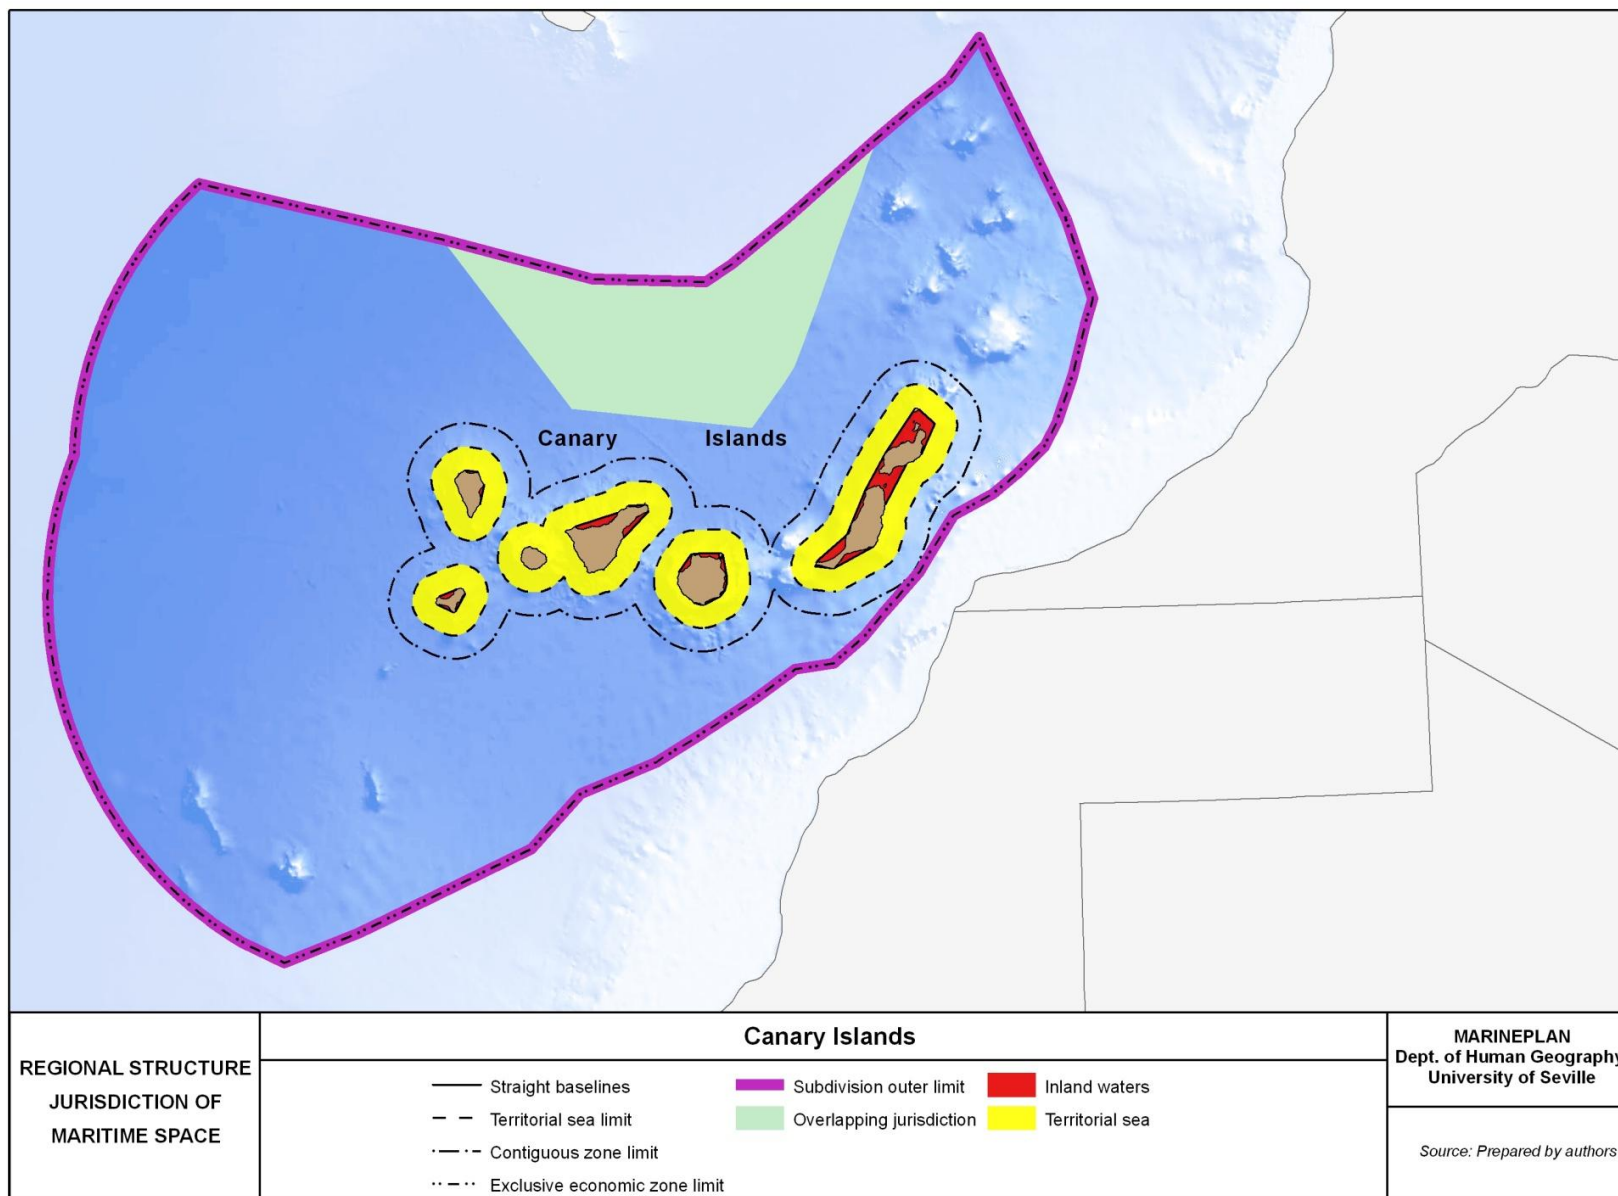 Canary Islands
REGIONAL STRUCTURE
JURISDICTION OF
MARITIME SPACE
Canary Islands
Straight baselines
Territorial sea limit
Contiguous zone limit
Exclusive economic zone limit
Subdivision outer limit
Overlapping jurisdiction
Inland waters
Territorial sea
MARINEPLAN
Dept. of Human Geography
University of Seville
Source: Prepared by authors